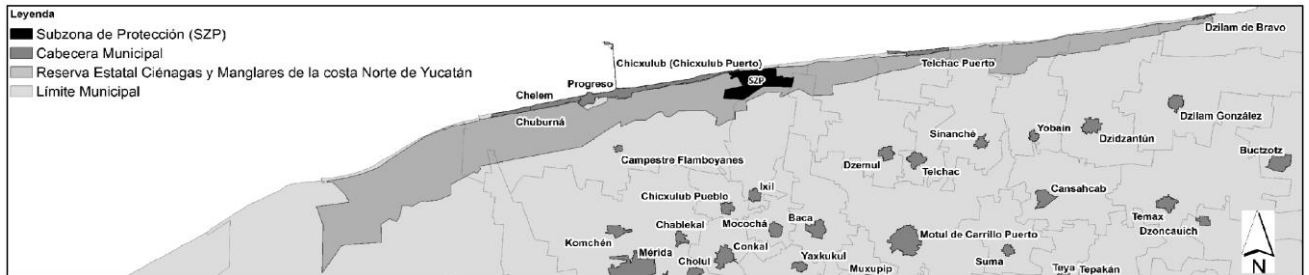 Leyenda
Subzona de Protección (SZP)
Cabecera Municipal
Reserva Estatal Ciénagas y Manglares de la costa Norte de Yucatán
Límite Municipal
Dzilam de Bravo
Chicxulub (Chicxulub Puerto)
Telchac Puerto
SZP
Progreso
Chelem
Chuburná
Dzilam González
Sinanché
Yobaín
Dzidzantún
Buctzotz
Campestre Flamboyanes
Dzemul
Telchac
Ixil
Cansahcab
Chicxulub Pueblo
Temax
Dzoncauich
Chablekal
Mocochá
Baca
Motul de Carrillo Puerto
Komchén
Conkal
Suma
Mérida
Cholul
Yaxkukul
Muxupip
Teya
Tepakán
N